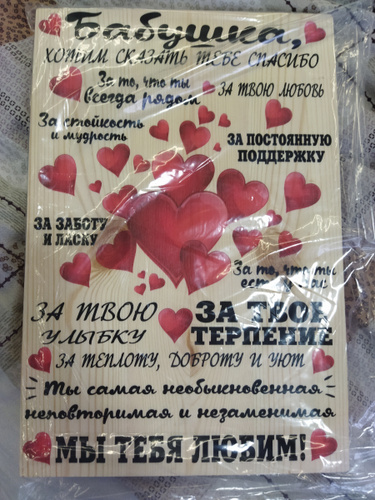 Бабушка,
ХОТИМ СКАЗАТЬ ТЕБЕ СПАСИБО
За то, что ты
всегда рядом
ЗА ТВОЮ ЛЮБОВЬ
За стойкость
и мудрость
ЗА ПОСТОЯННУЮ
ПОДДЕРЖКУ
ЗА ЗАБОТУ
И ЛАСКУ
За то, что ты
есть у нас
ЗА ТВОЮ
УЛЫБКУ
ЗА ТВОЕ
ТЕРПЕНИЕ
ЗА ТЕПЛОТУ, ДОБРОТУ И УЮТ
Ты самая необыкновенная
неповторимая и незаменимая
МЫ ТЕБЯ ЛЮБИМ!